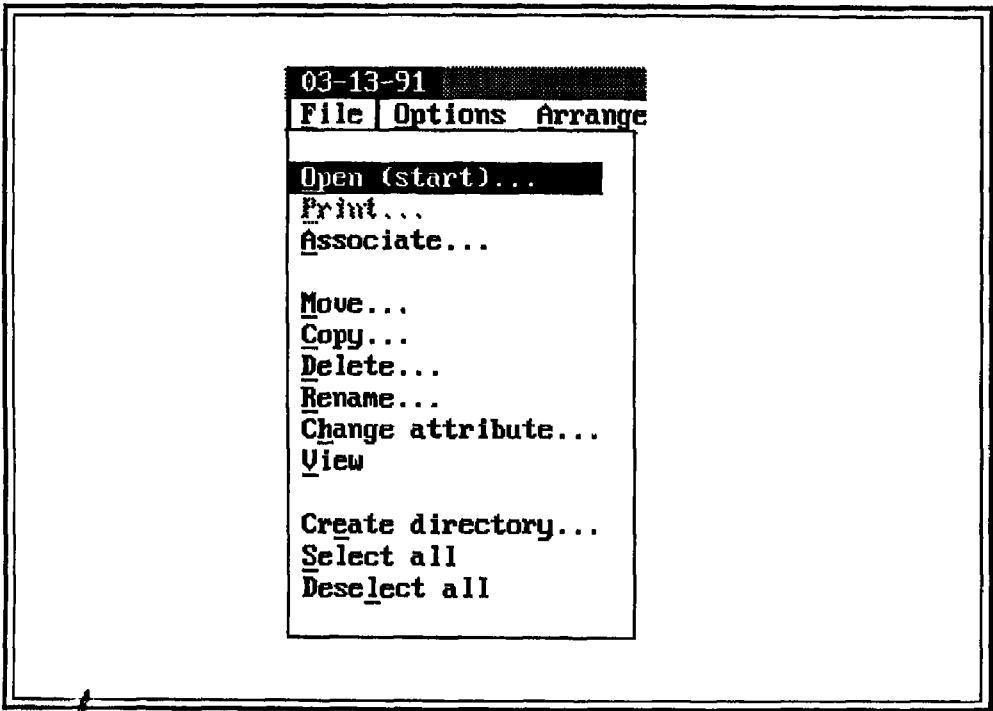 03-13-91
File Options Arrange
Open (start)...
Print...
Associate...
Move...
Copy...
Delete...
Rename...
Change attribute...
View
Create directory...
Select all
Deselect all